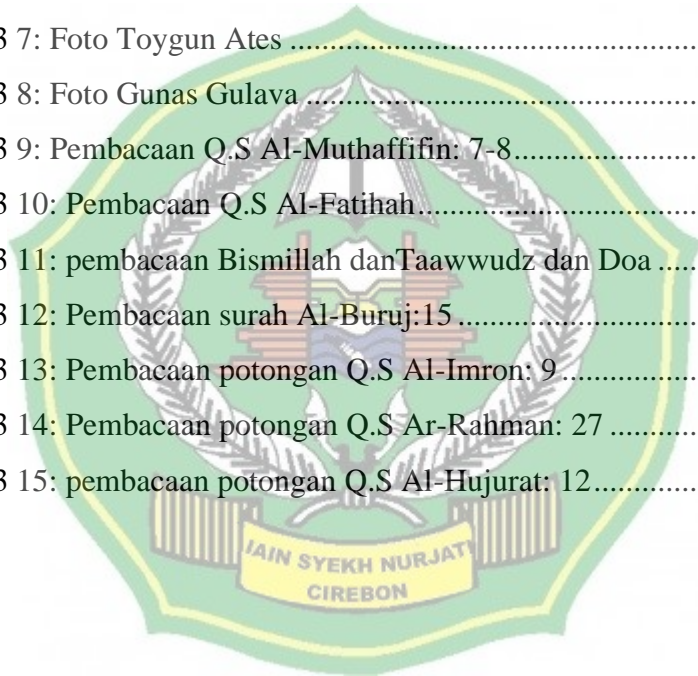 3 7: Foto Toygun Ates ..................................................
3 8: Foto Gunas Gulava ................................................
3 9: Pembacaan Q.S Al-Muthaffifin: 7-8.......................
3 10: Pembacaan Q.S Al-Fatihah....................................
3 11: pembacaan Bismillah danTaawwudz dan Doa .....
3 12: Pembacaan surah Al-Buruj:15 ..............................
3 13: Pembacaan potongan Q.S Al-Imron: 9 .................
3 14: Pembacaan potongan Q.S Ar-Rahman: 27 ...........
3 15: pembacaan potongan Q.S Al-Hujurat: 12.............
IAIN SYEKH NURJATI
CIREBON